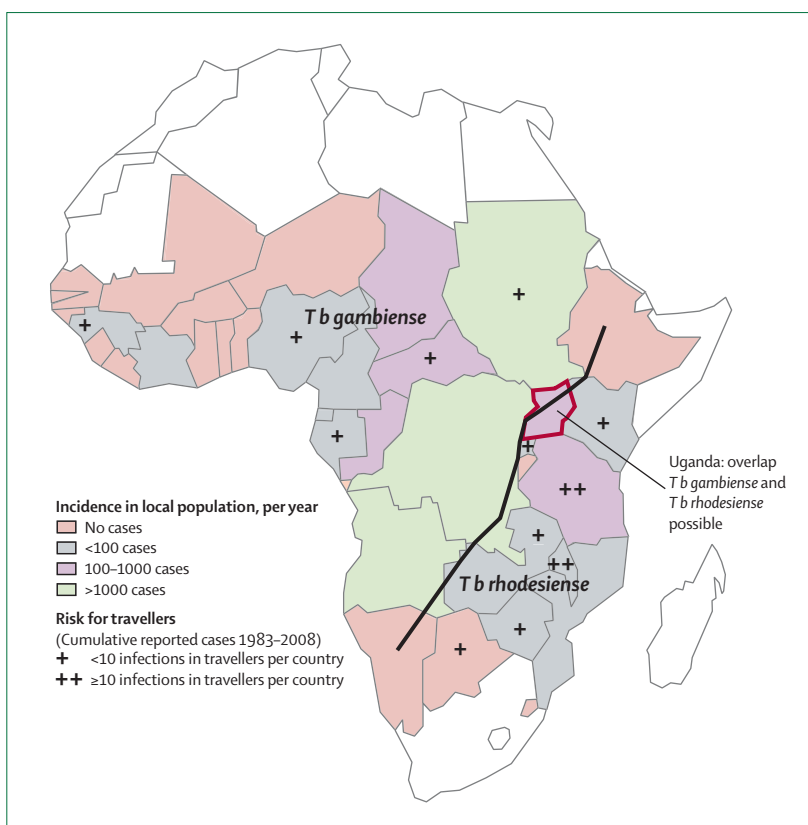 T b gambiense
T b rhodesiense
Uganda: overlap
T b gambiense and
T b rhodesiense
possible
Incidence in local population, per year
No cases
<100 cases
100–1000 cases
>1000 cases
Risk for travellers
(Cumulative reported cases 1983–2008)
+ <10 infections in travellers per country
++ ≥10 infections in travellers per country
+
+
+
+
+
+
+
++
+
++
+
+